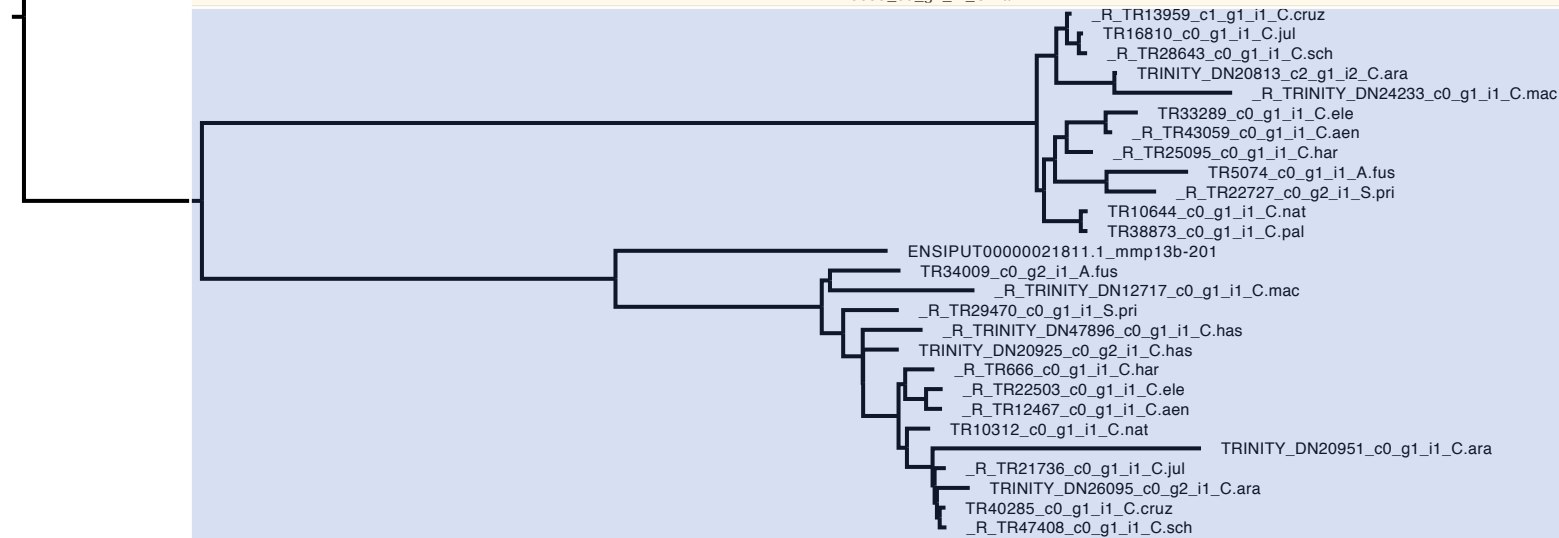 _R_TR13959_c1_g1_i1_C.cruz
TR16810_c0_g1_i1_C.jul
_R_TR28643_c0_g1_i1_C.sch
TRINITY_DN20813_c2_g1_i2_C.ara
_R_TRINITY_DN24233_c0_g1_i1_C.mac
TR33289_c0_g1_i1_C.ele
_R_TR43059_c0_g1_i1_C.aen
_R_TR25095_c0_g1_i1_C.har
TR5074_c0_g1_i1_A.fus
_R_TR22727_c0_g2_i1_S.pri
TR10644_c0_g1_i1_C.nat
TR38873_c0_g1_i1_C.pal
ENSIPUT00000021811.1_mmp13b-201
TR34009_c0_g2_i1_A.fus
_R_TRINITY_DN12717_c0_g1_i1_C.mac
_R_TR29470_c0_g1_i1_S.pri
_R_TRINITY_DN47896_c0_g1_i1_C.has
TRINITY_DN20925_c0_g2_i1_C.has
_R_TR666_c0_g1_i1_C.har
_R_TR22503_c0_g1_i1_C.ele
_R_TR12467_c0_g1_i1_C.aen
TR10312_c0_g1_i1_C.nat
TRINITY_DN20951_c0_g1_i1_C.ara
_R_TR21736_c0_g1_i1_C.jul
TRINITY_DN26095_c0_g2_i1_C.ara
TR40285_c0_g1_i1_C.cruz
_R_TR47408_c0_g1_i1_C.sch